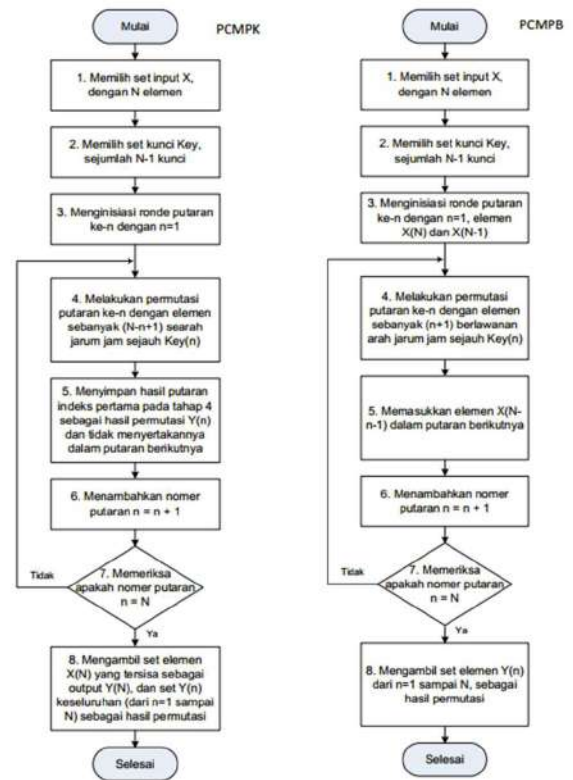 Mulai
PCMPK
1. Memilih set input X,
dengan N elemen
2. Memilih set kunci Key,
sejumlah N-1 kunci
3. Menginisiasi ronde putaran
ke-n dengan n=1
4. Melakukan permutasi
putaran ke-n dengan elemen
sebanyak (N-n+1) searah
jarum jam sejauh Key(n)
5. Menyimpan hasil putaran
indeks pertama pada tahap 4
sebagai hasil permutasi Y(n)
dan tidak menyertakannya
dalam putaran berikutnya
6. Menambahkan nomer
putaran n = n + 1
Tidak
7. Memeriksa
apakah nomer putaran
n = N
Ya
8. Mengambil set elemen
X(N) yang tersisa sebagai
output Y(N), dan set Y(n)
keseluruhan (dari n=1 sampai
N) sebagai hasil permutasi
Selesai
Mulai
PCMPB
1. Memilih set input X,
dengan N elemen
2. Memilih set kunci Key,
sejumlah N-1 kunci
3. Menginisiasi ronde putaran
ke-n dengan n=1, elemen
X(N) dan X(N-1)
4. Melakukan permutasi
putaran ke-n dengan elemen
sebanyak (n+1) berlawanan
arah jarum jam sejauh Key(n)
5. Memasukkan elemen X(N-
n-1) dalam putaran berikutnya
6. Menambahkan nomer
putaran n = n + 1
Tidak
7. Memeriksa
apakah nomer putaran
n = N
Ya
8. Mengambil set elemen Y(n)
dari n=1 sampai N, sebagai
hasil permutasi
Selesai